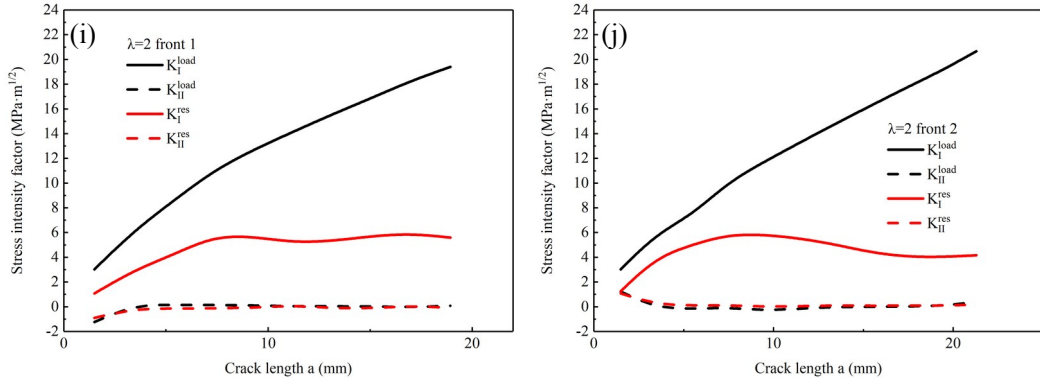 (i)
λ=2 front 1
K_I^load
K_II^load
K_I^res
K_II^res
24
22
20
18
16
14
12
10
8
6
4
2
0
-2
0
10
20
Stress intensity factor (MPa·m^1/2)
Crack length a (mm)
(j)
λ=2 front 2
K_I^load
K_II^load
K_I^res
K_II^res
24
22
20
18
16
14
12
10
8
6
4
2
0
-2
0
10
20
Stress intensity factor (MPa·m^1/2)
Crack length a (mm)